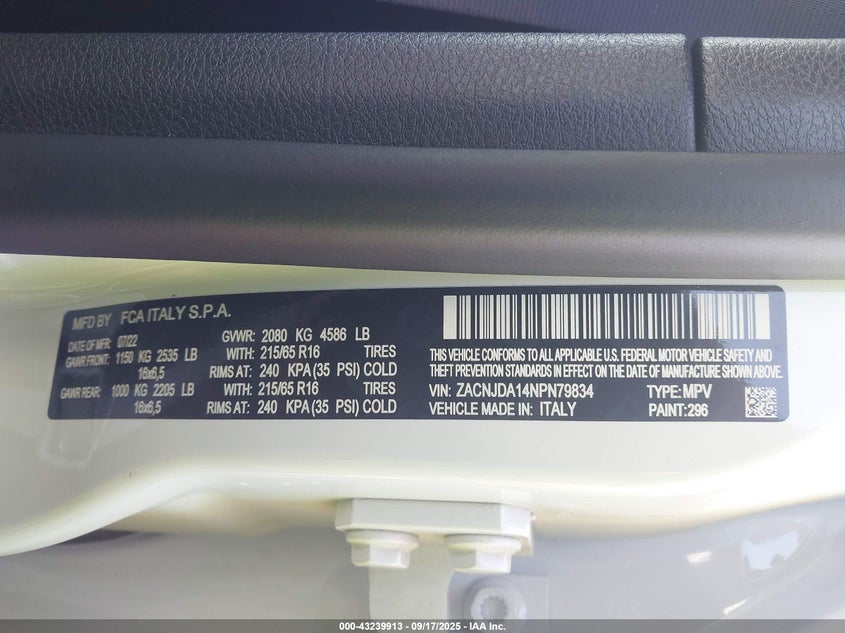 MFD BY FCA ITALY S.P.A.
DATE OF MFR: 07/22 GVWR: 2080 KG 4586 LB
GAWR FRONT: 1150 KG 2535 LB WITH: 215/65 R16 TIRES
16x6,5 RIMS AT: 240 KPA (35 PSI) COLD
GAWR REAR: 1000 KG 2205 LB WITH: 215/65 R16 TIRES
16x6,5 RIMS AT: 240 KPA (35 PSI) COLD
THIS VEHICLE CONFORMS TO ALL APPLICABLE U.S. FEDERAL MOTOR VEHICLE SAFETY AND
THEFT PREVENTION STANDARDS IN EFFECT ON THE DATE OF MANUFACTURE SHOWN ABOVE.
VIN: ZACNJDA14NPN79834 TYPE: MPV
VEHICLE MADE IN: ITALY PAINT: 296
000-43239913 - 09/17/2025 - IAA Inc.